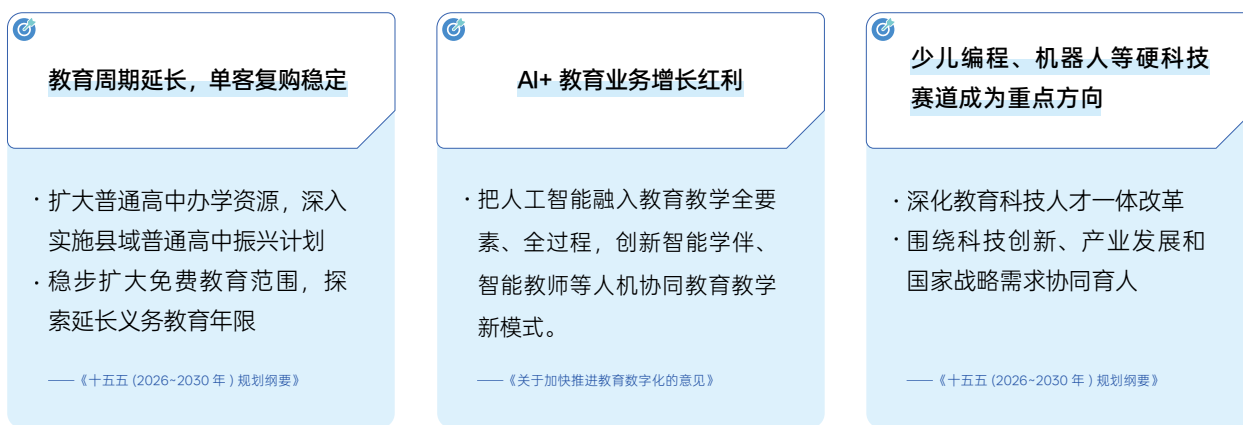 教育周期延长，单客复购稳定
· 扩大普通高中办学资源，深入
实施县域普通高中振兴计划
· 稳步扩大免费教育范围，探
索延长义务教育年限
——《十五五 (2026~2030 年 ) 规划纲要》
AI+ 教育业务增长红利
· 把人工智能融入教育教学全要
素、全过程，创新智能学伴、
智能教师等人机协同教育教学
新模式。
——《关于加快推进教育数字化的意见》
少儿编程、机器人等硬科技
赛道成为重点方向
· 深化教育科技人才一体改革
· 围绕科技创新、产业发展和
国家战略需求协同育人
——《十五五 (2026~2030 年 ) 规划纲要》